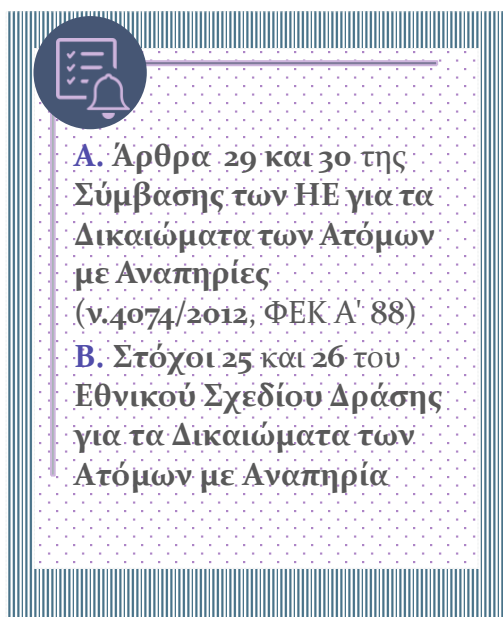 Α. Άρθρα 29 και 30 της
Σύμβασης των ΗΕ για τα
Δικαιώματα των Ατόμων
με Αναπηρίες
(ν.4074/2012, ΦΕΚ Α' 88)
Β. Στόχοι 25 και 26 του
Εθνικού Σχεδίου Δράσης
για τα Δικαιώματα των
Ατόμων με Αναπηρία